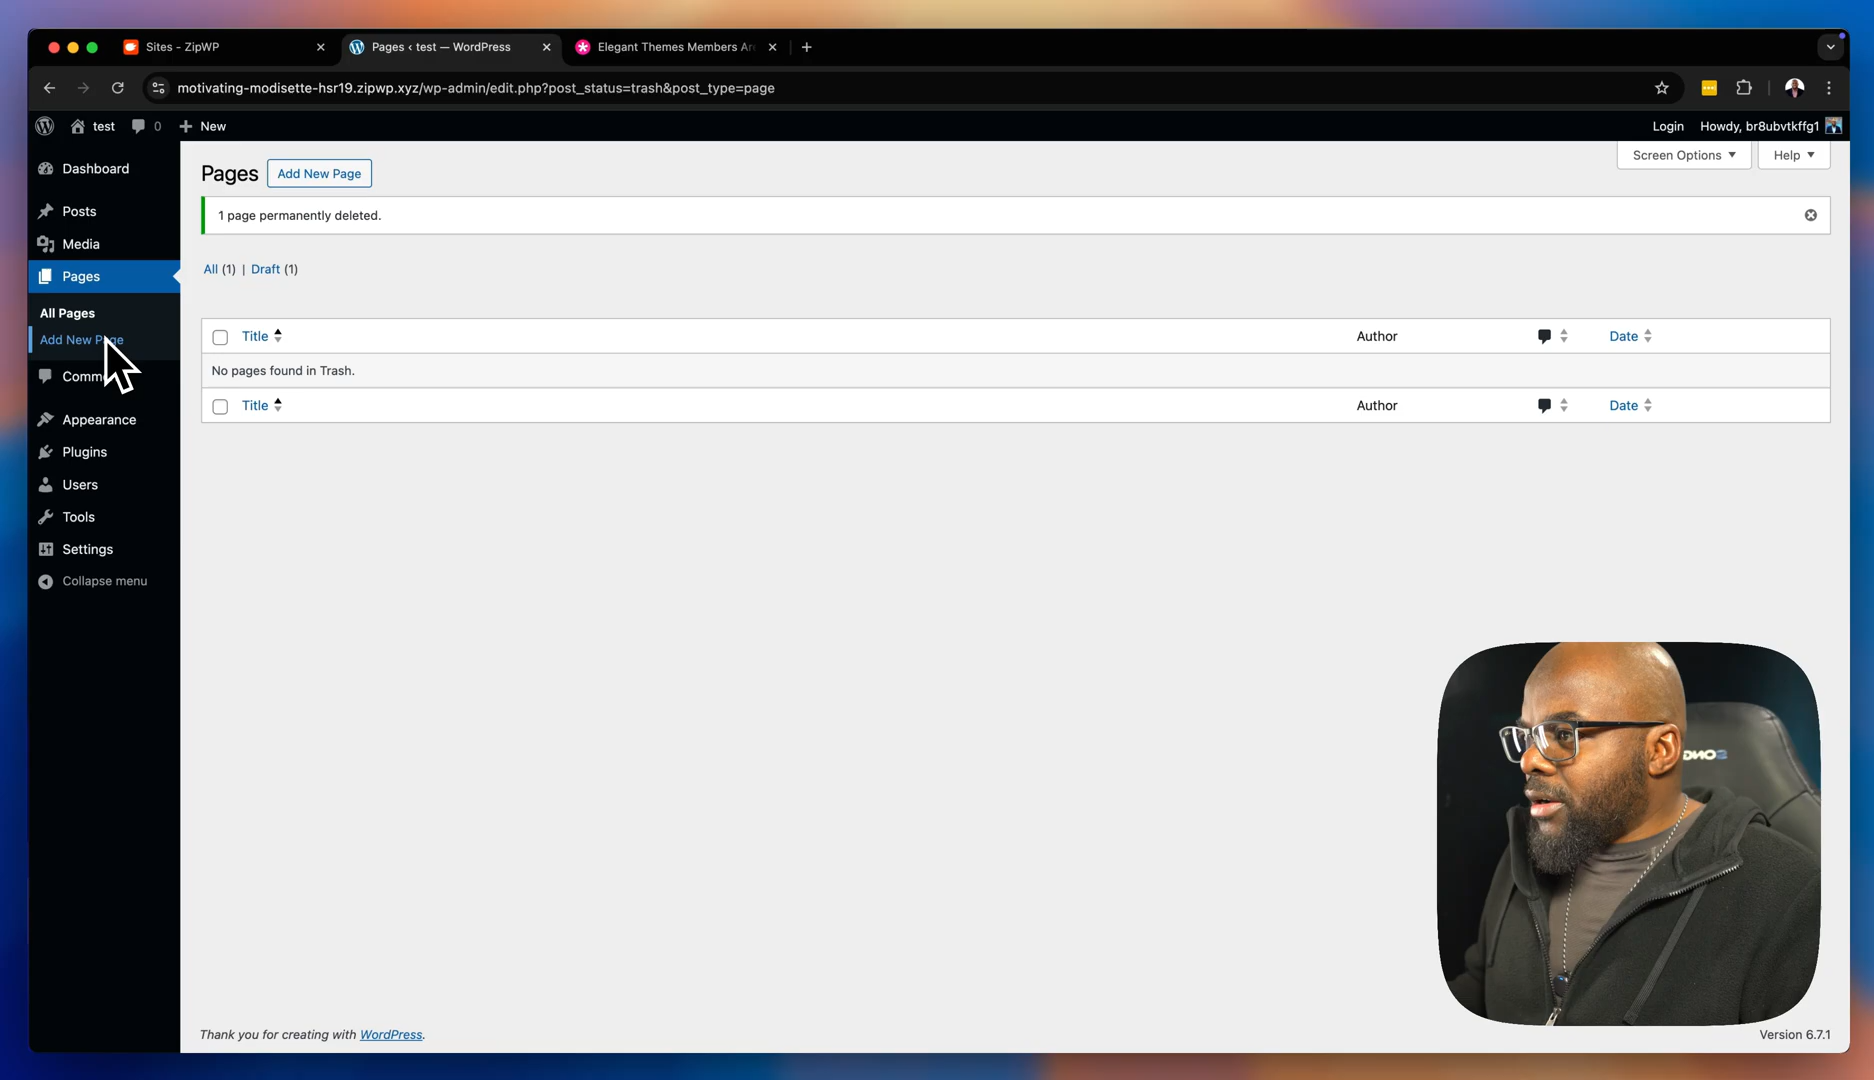 Sites - ZipWP
Pages ‹ test — WordPress
Elegant Themes Members Ar
motivating-modisette-hsr19.zipwp.xyz/wp-admin/edit.php?post_status=trash&post_type=page
test
0
New
Login
Howdy, br8ubvtkffg1
Dashboard
Posts
Media
Pages
All Pages
Add New Page
Comm
Appearance
Plugins
Users
Tools
Settings
Collapse menu
Pages
Add New Page
Screen Options
Help
1 page permanently deleted.
All (1) | Draft (1)
Title
Author
Date
No pages found in Trash.
Title
Author
Date
Thank you for creating with WordPress.
Version 6.7.1